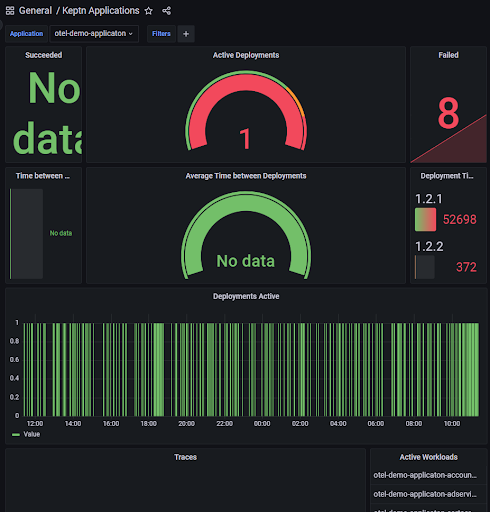 General / Keptn Applications
Application otel-demo-applicaton Filters +
Succeeded
No data
Active Deployments
1
Failed
8
Time between ...
No data
Average Time between Deployments
No data
Deployment Ti...
1.2.1
52698
1.2.2
372
Deployments Active
1
0.8
0.6
0.4
0.2
0
12:00 14:00 16:00 18:00 20:00 22:00 00:00 02:00 04:00 06:00 08:00 10:00
Value
Traces
Active Workloads
otel-demo-applicaton-accoun...
otel-demo-applicaton-adservi...